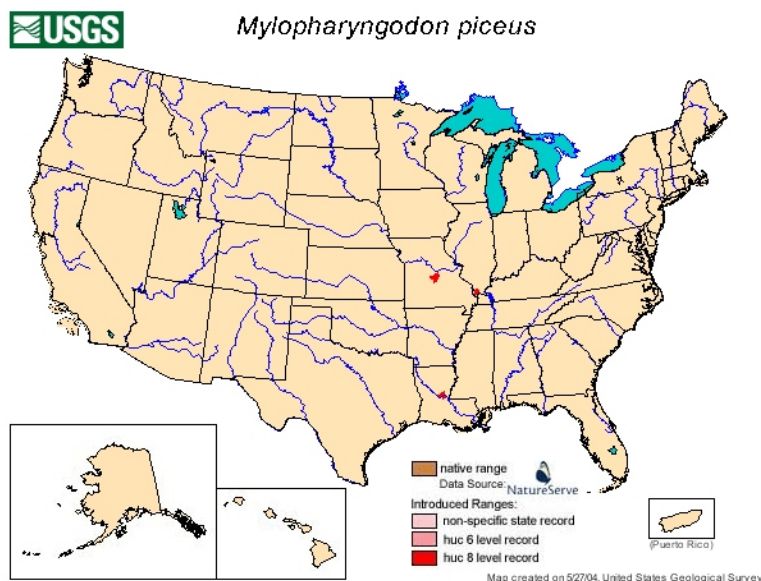 USGS
Mylopharyngodon piceus
native range
Data Source:
NatureServe
Introduced Ranges:
non-specific state record
huc 6 level record
huc 8 level record
(Puerto Rico)
Map created on 5/27/04. United States Geological Survey